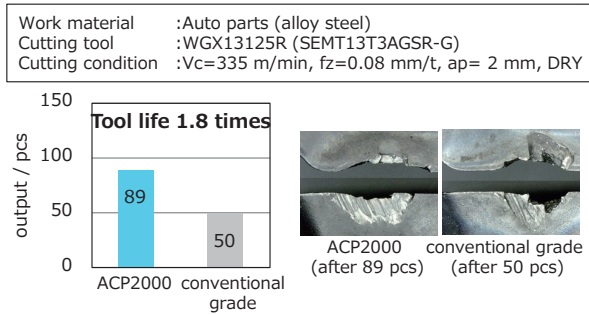 Work material :Auto parts (alloy steel)
Cutting tool :WGX13125R (SEMT13T3AGSR-G)
Cutting condition :Vc=335 m/min, fz=0.08 mm/t, ap= 2 mm, DRY
150
Tool life 1.8 times
100
output / pcs
89
50
50
0
ACP2000 conventional
grade
ACP2000 conventional grade
(after 89 pcs) (after 50 pcs)